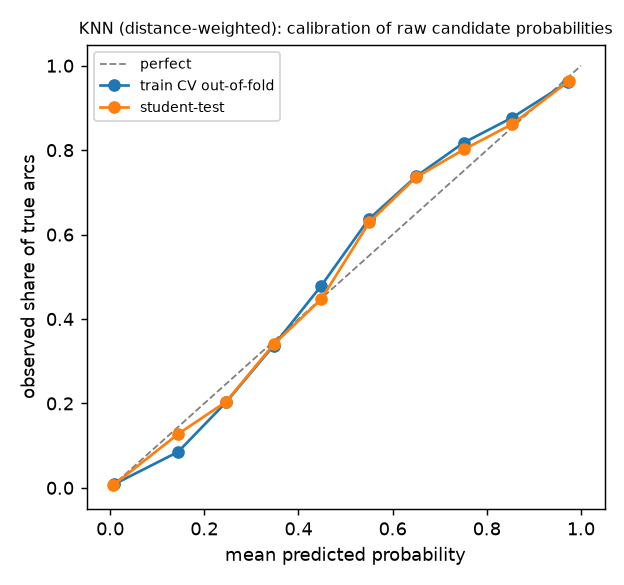 KNN (distance-weighted): calibration of raw candidate probabilities
perfect
train CV out-of-fold
student-test
observed share of true arcs
1.0
0.8
0.6
0.4
0.2
0.0
0.0 0.2 0.4 0.6 0.8 1.0
mean predicted probability